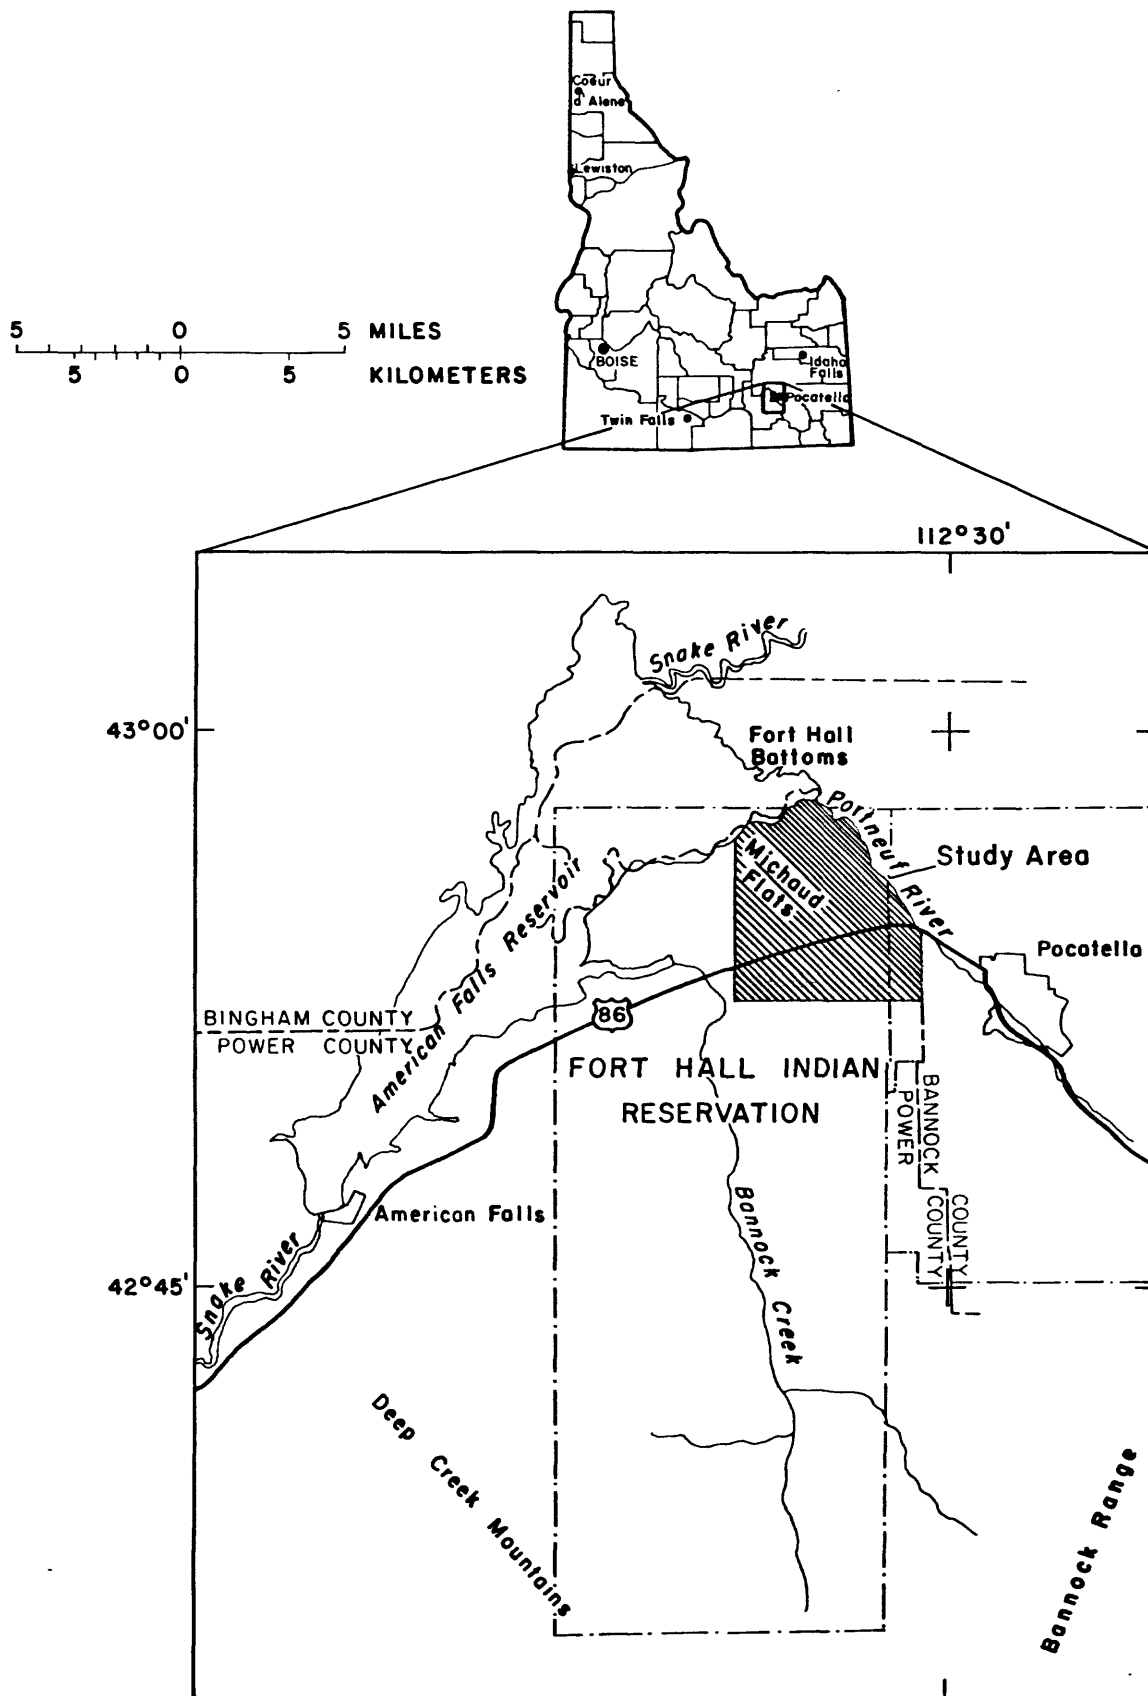 Coeur
d'Alene
Lewiston
5 0 5 MILES
5 0 5 KILOMETERS
BOISE
Idaho
Falls
Pocatella
Twin Falls
112°30'
Snake River
43°00'
Fort Hall
Bottoms
Portneuf River
Study Area
Michaud
Flats
American Falls Reservoir
Pocatella
BINGHAM COUNTY
POWER COUNTY
86
FORT HALL INDIAN
RESERVATION
BANNOCK COUNTY
POWER COUNTY
American Falls
Snake River
42°45'
Bannock Creek
Deep Creek Mountains
Bannock Range